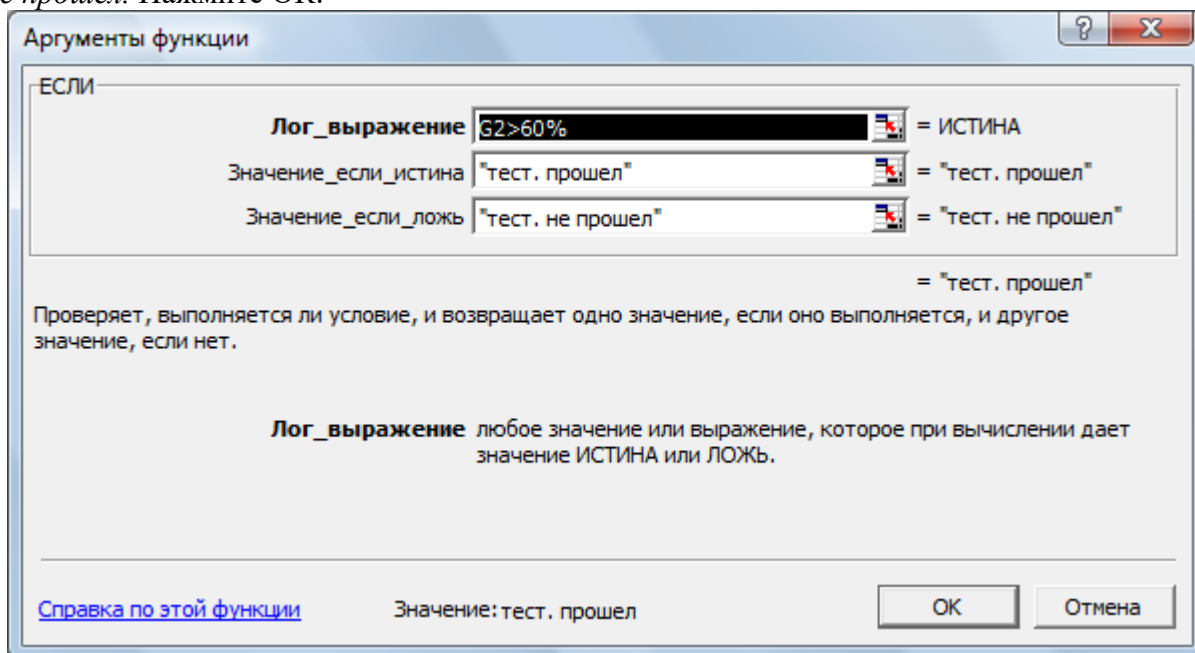 прошел. Нажмите ОК.
Аргументы функции
ЕСЛИ
Лог_выражение G2>60% = ИСТИНА
Значение_если_истина "тест. прошел" = "тест. прошел"
Значение_если_ложь "тест. не прошел" = "тест. не прошел"
= "тест. прошел"
Проверяет, выполняется ли условие, и возвращает одно значение, если оно выполняется, и другое
значение, если нет.
Лог_выражение любое значение или выражение, которое при вычислении дает
значение ИСТИНА или ЛОЖЬ.
Справка по этой функции Значение: тест. прошел ОК Отмена